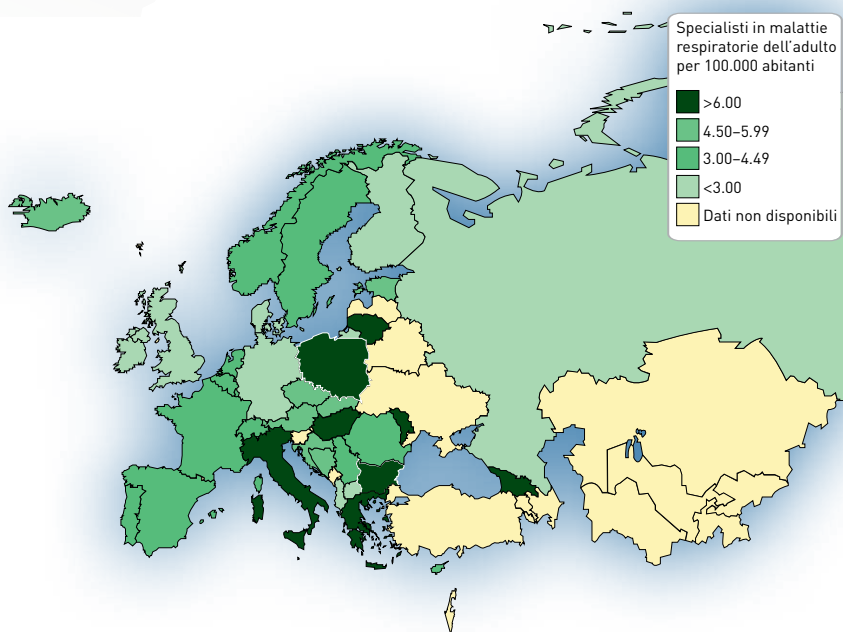 Specialisti in malattie
respiratorie dell'adulto
per 100.000 abitanti
>6.00
4.50–5.99
3.00–4.49
<3.00
Dati non disponibili